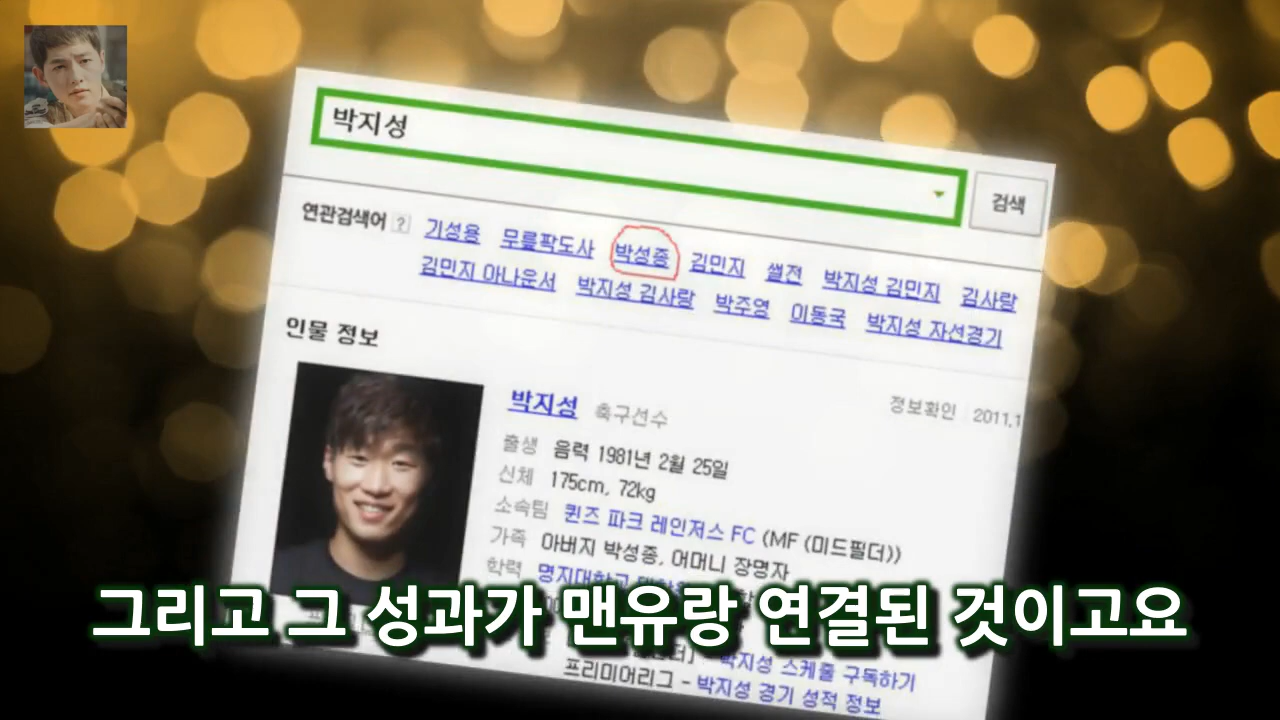 박지성
검색
연관검색어 ? 기성용 무릎팍도사 박성종 김민지 썰전 박지성 김민지 김사랑
김민지 아나운서 박지성 김사랑 박주영 이동국 박지성 자선경기
인물 정보
박지성 축구선수
정보확인 2011.1
출생 음력 1981년 2월 25일
신체 175cm, 72kg
소속팀 퀸즈 파크 레인저스 FC (MF (미드필더))
가족 아버지 박성종, 어머니 장명자
학력 명지대학교
그리고 그 성과가 맨유랑 연결된 것이고요
박지성 스케줄 구독하기
프리미어리그 - 박지성 경기 성적 정보